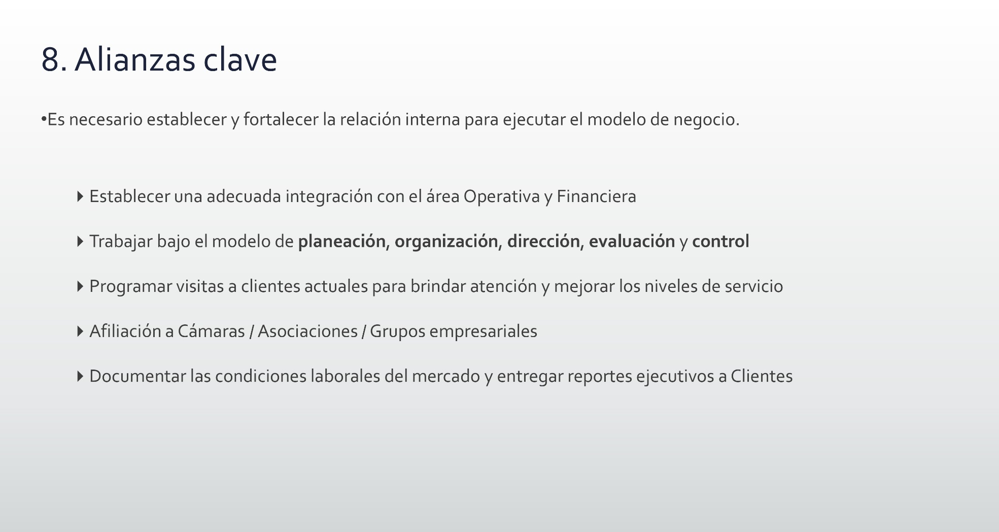 8. Alianzas clave
•Es necesario establecer y fortalecer la relación interna para ejecutar el modelo de negocio.
Establecer una adecuada integración con el área Operativa y Financiera
Trabajar bajo el modelo de planeación, organización, dirección, evaluación y control
Programar visitas a clientes actuales para brindar atención y mejorar los niveles de servicio
Afiliación a Cámaras / Asociaciones / Grupos empresariales
Documentar las condiciones laborales del mercado y entregar reportes ejecutivos a Clientes